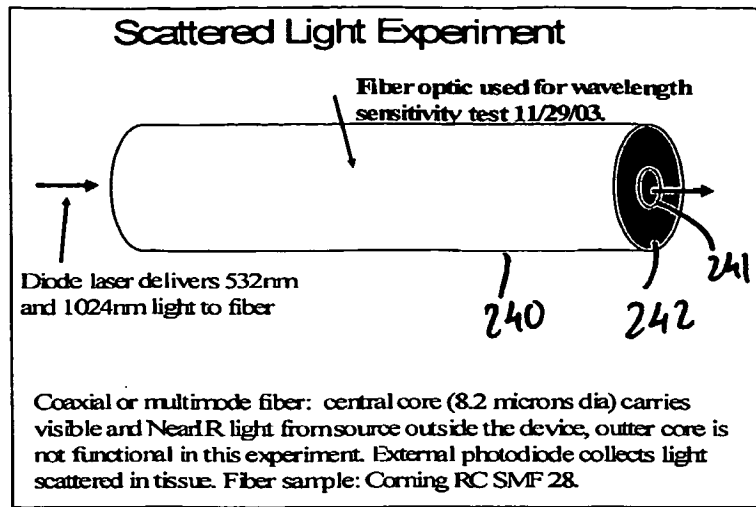 Scattered Light Experiment
Fiber optic used for wavelength
sensitivity test 11/29/03.
Diode laser delivers 532nm
and 1024nm light to fiber
240
242
241
Coaxial or multimode fiber: central core (8.2 microns dia) carries
visible and NearIR light from source outside the device, outter core is
not functional in this experiment. External photodiode collects light
scattered in tissue. Fiber sample: Corning RC SMF 28.